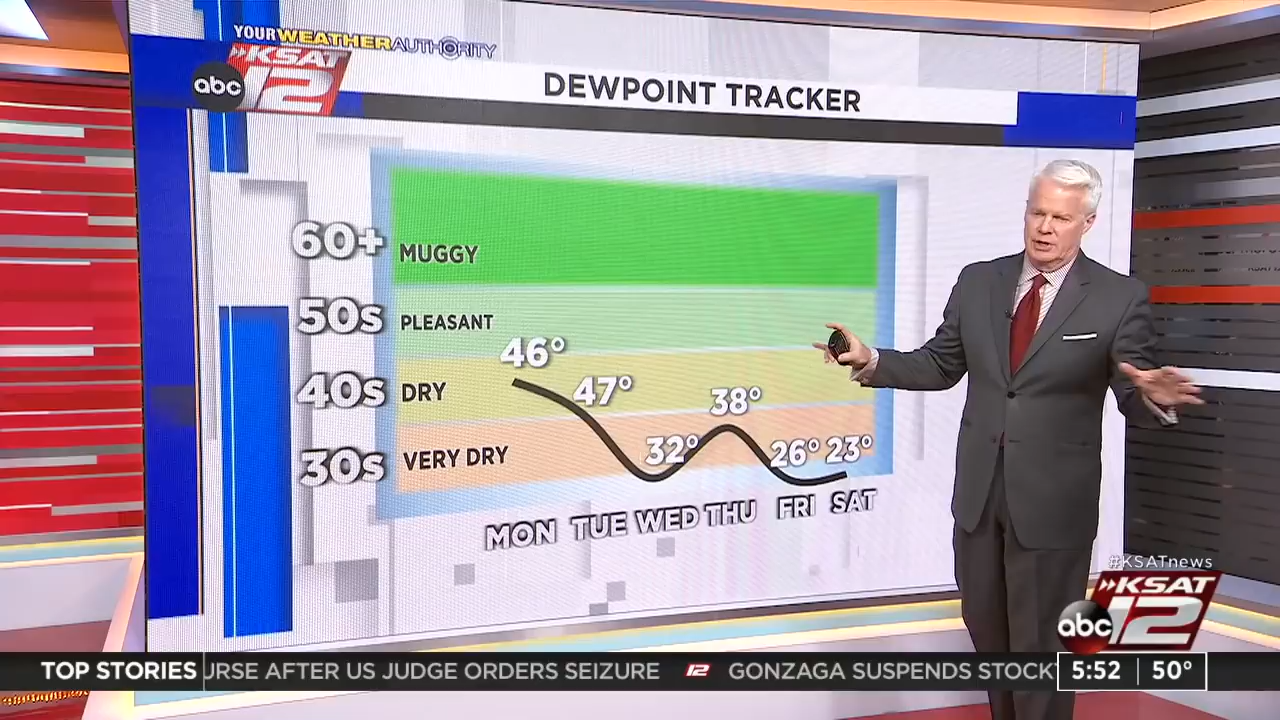 YOUR WEATHER AUTHORITY
abc KSAT 12
DEWPOINT TRACKER
60+ MUGGY
50s PLEASANT
46°
40s DRY
47°
38°
30s VERY DRY
32°
26° 23°
MON TUE WED THU FRI SAT
#KSATnews
abc KSAT 12
TOP STORIES URSE AFTER US JUDGE ORDERS SEIZURE 12 GONZAGA SUSPENDS STOCKT 5:52 50°